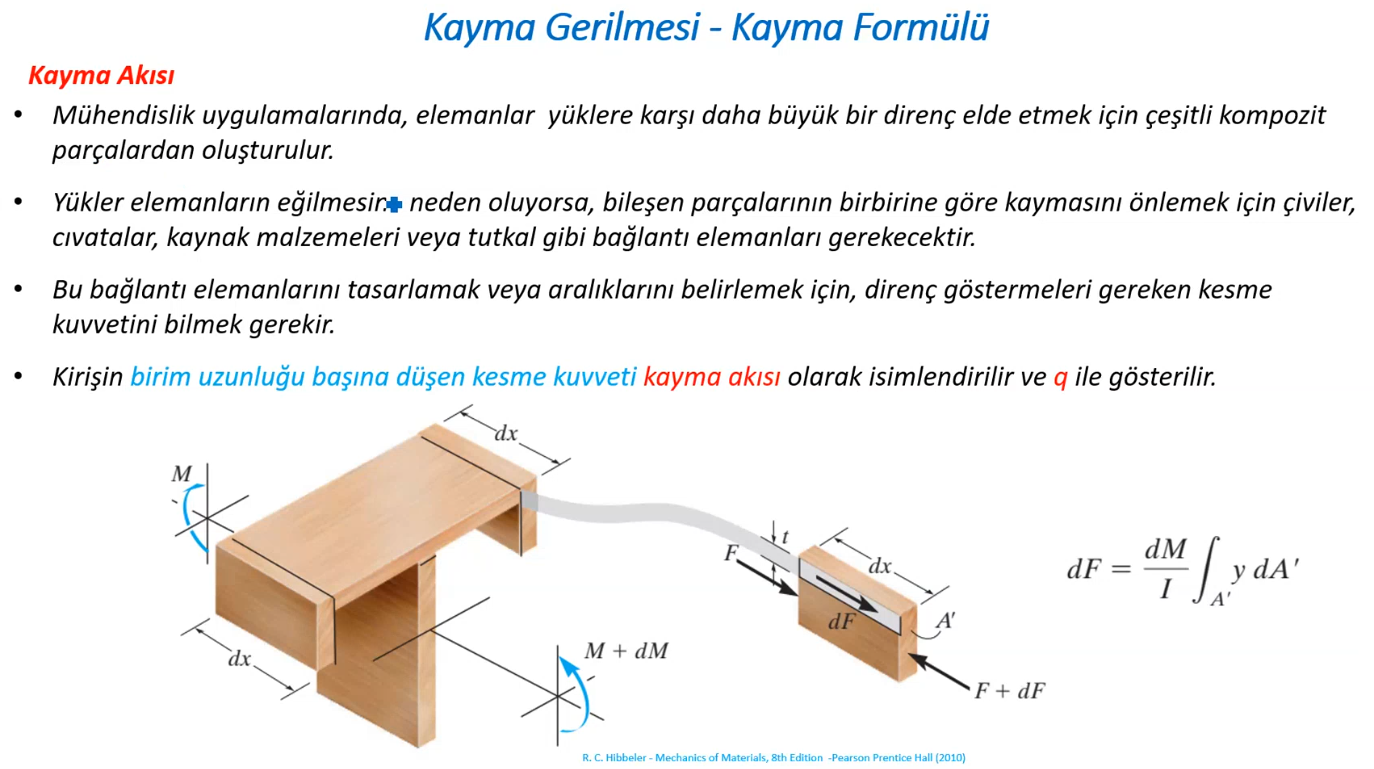 Kayma Gerilmesi - Kayma Formülü
Kayma Akısı
• Mühendislik uygulamalarında, elemanlar yüklere karşı daha büyük bir direnç elde etmek için çeşitli kompozit
parçalardan oluşturulur.
• Yükler elemanların neden oluyorsa, bileşen parçalarının birbirine göre kaymasını önlemek için çiviler,
cıvatalar, kaynak malzemeleri veya tutkal gibi bağlantı elemanları gerekecektir.
• Bu bağlantı elemanlarını tasarlamak veya aralıklarını belirlemek için, direnç göstermeleri gereken kesme
kuvvetini bilmek gerekir.
• Kirişin birim uzunluğu başına düşen kesme kuvveti kayma akısı olarak isimlendirilir ve q ile gösterilir.
dx
M
t
F
dx
dF = dM/I ∫A' y dA'
dF
A'
dx
M + dM
F + dF
R. C. Hibbeler - Mechanics of Materials, 8th Edition -Pearson Prentice Hall (2010)